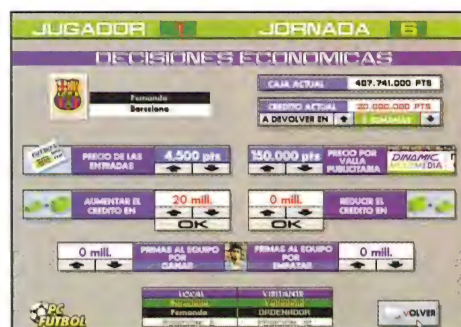 JUGADOR 1 JORNADA 6
DECISIONES ECONOMICAS
Fernando
Barcelona
CAJA ACTUAL 407.741.000 PTS
CREDITO ACTUAL 20.000.000 PTS
A DEVOLVER EN SEMANAS
PRECIO DE LAS ENTRADAS 4.500 pts
150.000 pts PRECIO POR VALLA PUBLICITARIA
DINAMIC MULTIMEDIA
AUMENTAR EL CREDITO EN 20 mill. OK
0 mill. OK REDUCIR EL CREDITO EN
0 mill. PRIMAS AL EQUIPO POR GANAR
PRIMAS AL EQUIPO POR EMPATAR 0 mill.
LOCAL VISITANTE
Barcelona
Fernando ORDENADOR
PC FUTBOL
VOLVER